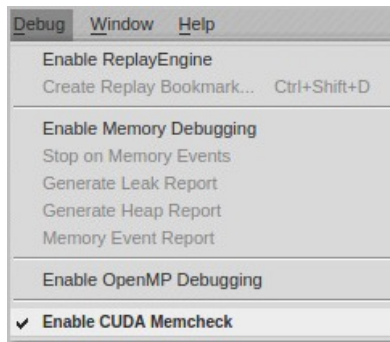 Debug Window Help
Enable ReplayEngine
Create Replay Bookmark... Ctrl+Shift+D
Enable Memory Debugging
Stop on Memory Events
Generate Leak Report
Generate Heap Report
Memory Event Report
Enable OpenMP Debugging
Enable CUDA Memcheck